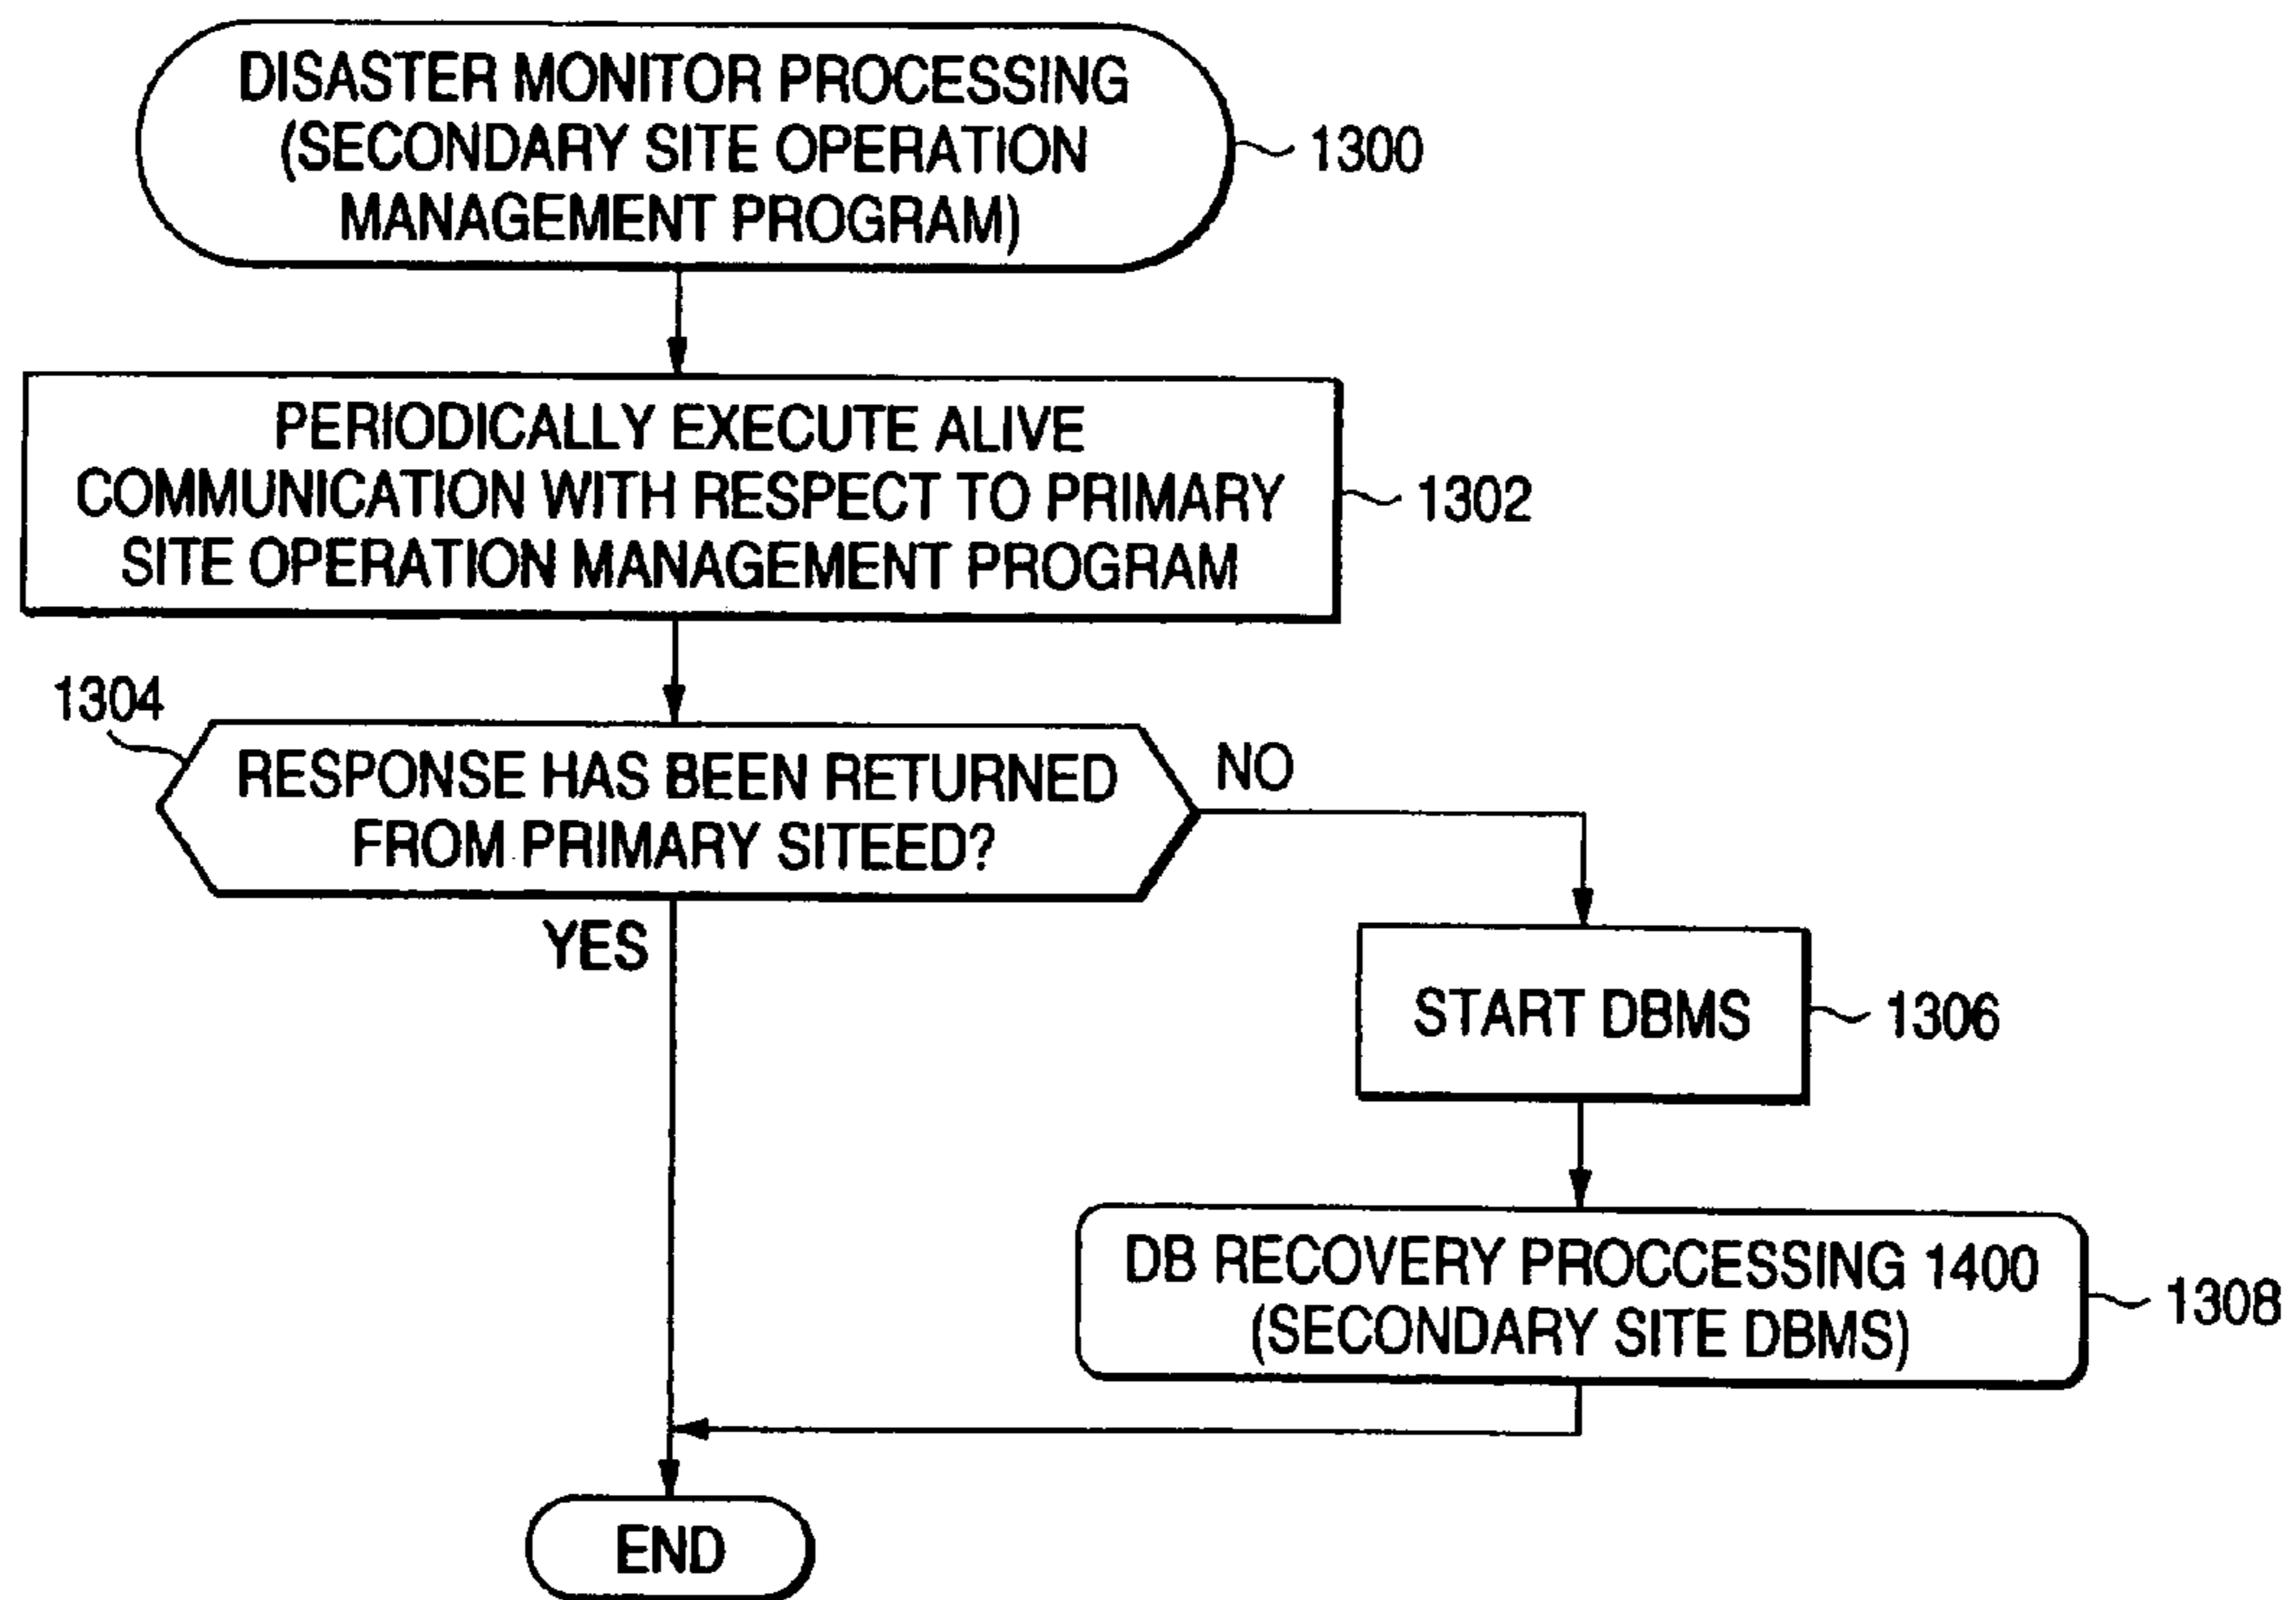 DISASTER MONITOR PROCESSING
(SECONDARY SITE OPERATION
MANAGEMENT PROGRAM)
1300
PERIODICALLY EXECUTE ALIVE
COMMUNICATION WITH RESPECT TO PRIMARY
SITE OPERATION MANAGEMENT PROGRAM
1302
1304
RESPONSE HAS BEEN RETURNED
FROM PRIMARY SITEED?
NO
YES
START DBMS
1306
DB RECOVERY PROCCESSING 1400
(SECONDARY SITE DBMS)
1308
END